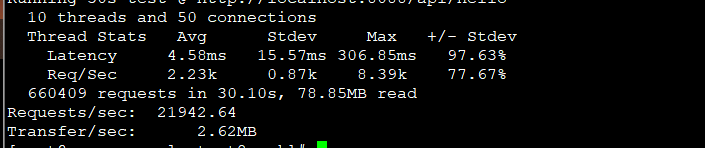 10 threads and 50 connections
Thread Stats   Avg      Stdev     Max   +/- Stdev
Latency     4.58ms   15.57ms 306.85ms   97.63%
Req/Sec     2.23k     0.87k    8.39k    77.67%
660409 requests in 30.10s, 78.85MB read
Requests/sec:  21942.64
Transfer/sec:      2.62MB